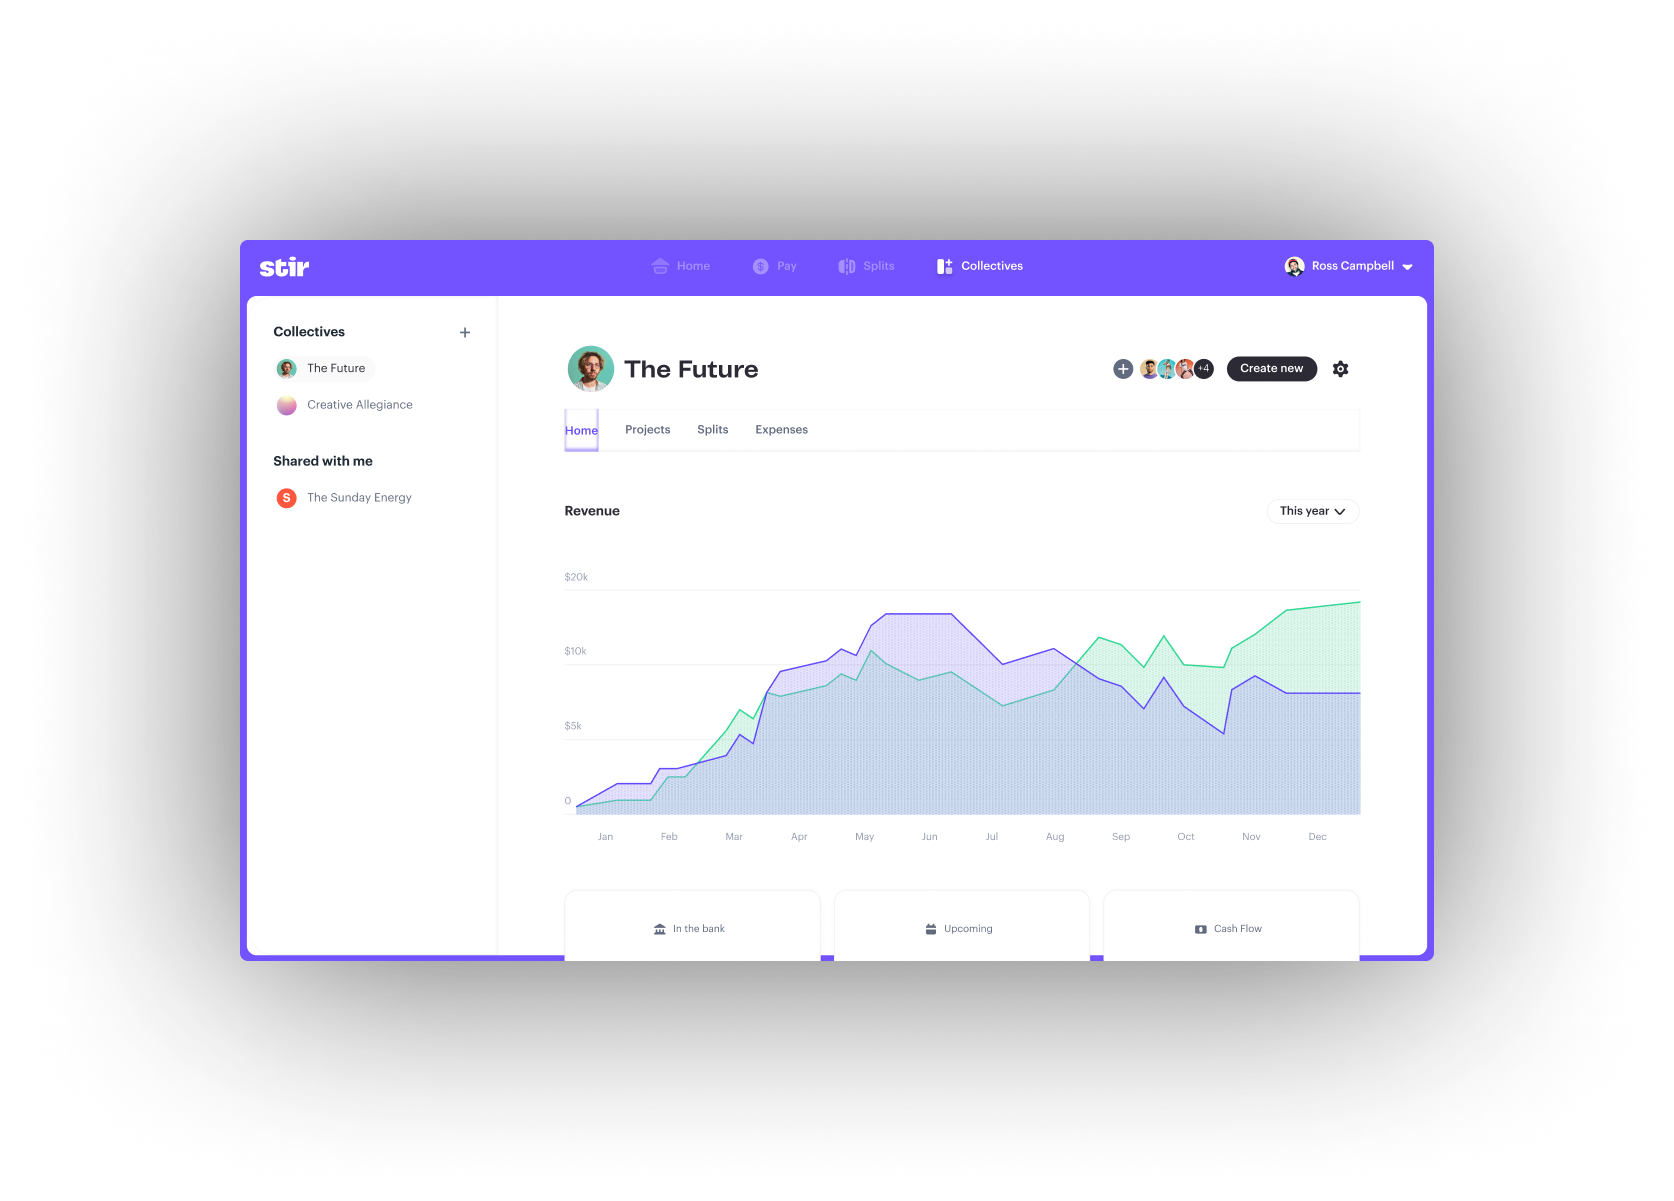 stir
Home
Pay
Splits
Collectives
Ross Campbell
Collectives
The Future
Creative Allegiance
Shared with me
S
The Sunday Energy
The Future
+4
Create new
Home
Projects
Splits
Expenses
Revenue
This year
$20k
$10k
$5k
0
Jan
Feb
Mar
Apr
May
Jun
Jul
Aug
Sep
Oct
Nov
Dec
In the bank
Upcoming
Cash Flow